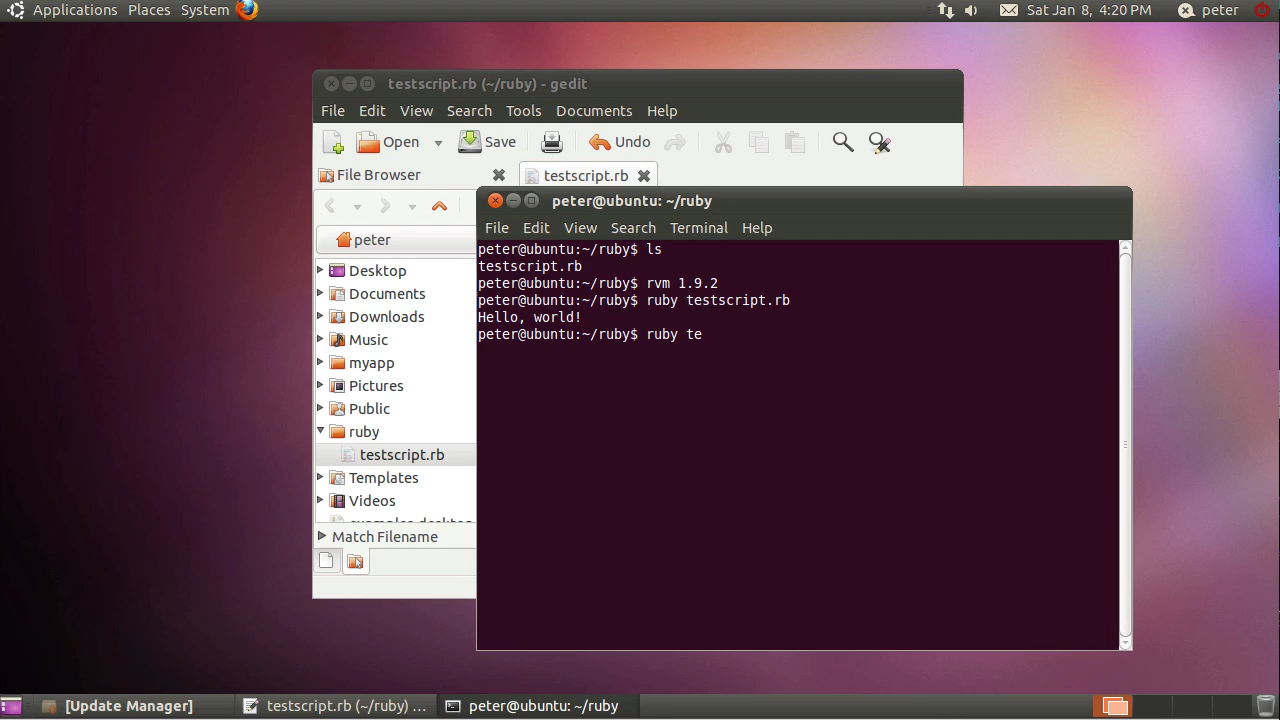 Applications Places System Sat Jan 8, 4:20 PM peter
testscript.rb (~/ruby) - gedit
File Edit View Search Tools Documents Help
Open Save Undo
File Browser testscript.rb
peter
Desktop
Documents
Downloads
Music
myapp
Pictures
Public
ruby
testscript.rb
Templates
Videos
Match Filename
peter@ubuntu: ~/ruby
File Edit View Search Terminal Help
peter@ubuntu:~/ruby$ ls
testscript.rb
peter@ubuntu:~/ruby$ rvm 1.9.2
peter@ubuntu:~/ruby$ ruby testscript.rb
Hello, world!
peter@ubuntu:~/ruby$ ruby te
[Update Manager] testscript.rb (~/ruby) ... peter@ubuntu: ~/ruby